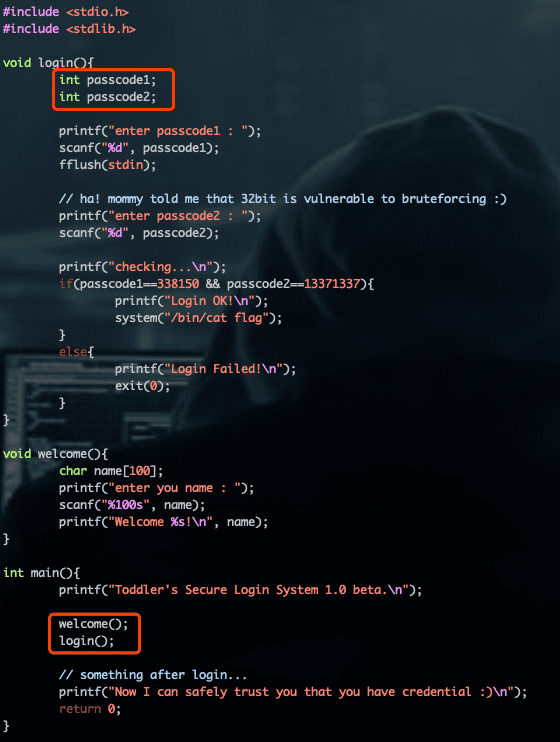 #include <stdio.h>
#include <stdlib.h>
void login(){
int passcode1;
int passcode2;
printf("enter passcode1 : ");
scanf("%d", passcode1);
fflush(stdin);
// ha! mommy told me that 32bit is vulnerable to bruteforcing :)
printf("enter passcode2 : ");
scanf("%d", passcode2);
printf("checking...\n");
if(passcode1==338150 && passcode2==13371337){
printf("Login OK!\n");
system("/bin/cat flag");
}
else{
printf("Login Failed!\n");
exit(0);
}
}
void welcome(){
char name[100];
printf("enter you name : ");
scanf("%100s", name);
printf("Welcome %s!\n", name);
}
int main(){
printf("Toddler's Secure Login System 1.0 beta.\n");
welcome();
login();
// something after login...
printf("Now I can safely trust you that you have credential :)\n");
return 0;
}